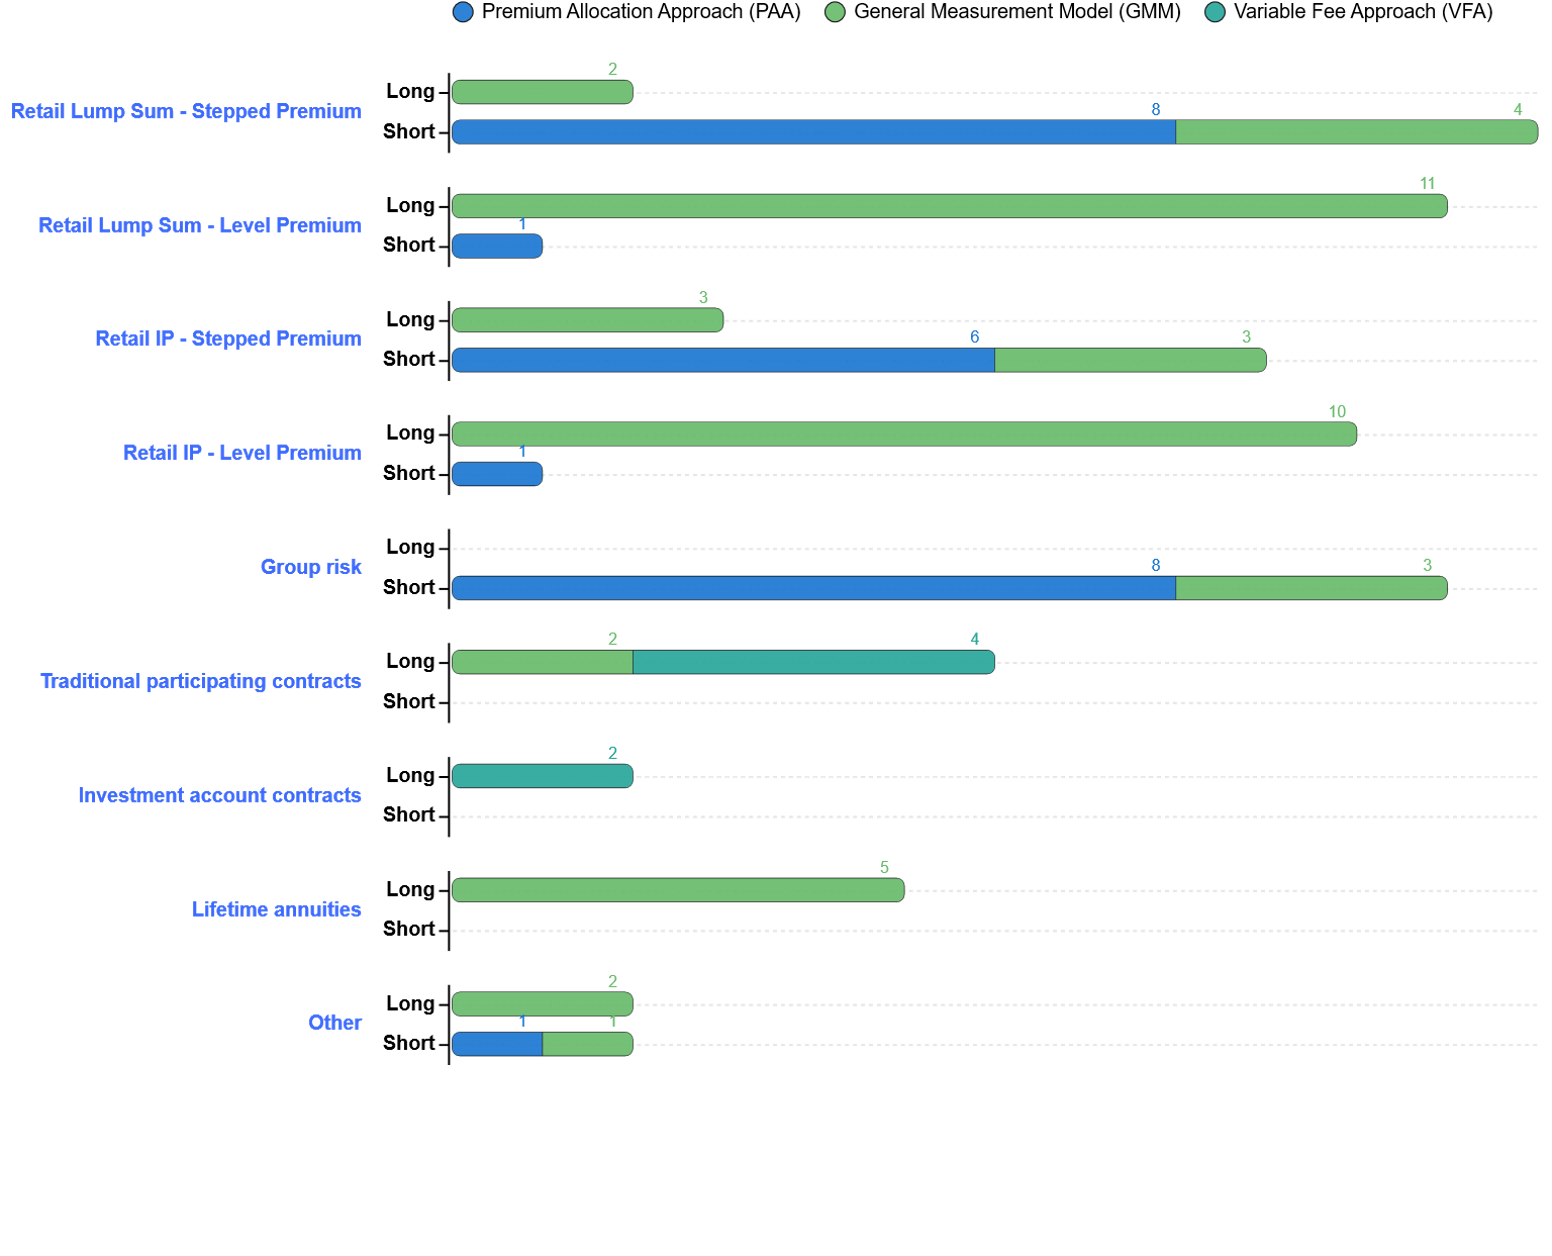 Premium Allocation Approach (PAA) General Measurement Model (GMM) Variable Fee Approach (VFA)
Retail Lump Sum - Stepped Premium
Long 2
Short 8 4
Retail Lump Sum - Level Premium
Long 11
Short 1
Retail IP - Stepped Premium
Long 3
Short 6 3
Retail IP - Level Premium
Long 10
Short 1
Group risk
Long
Short 8 3
Traditional participating contracts
Long 2 4
Short
Investment account contracts
Long 2
Short
Lifetime annuities
Long 5
Short
Other
Long 2
Short 1 1